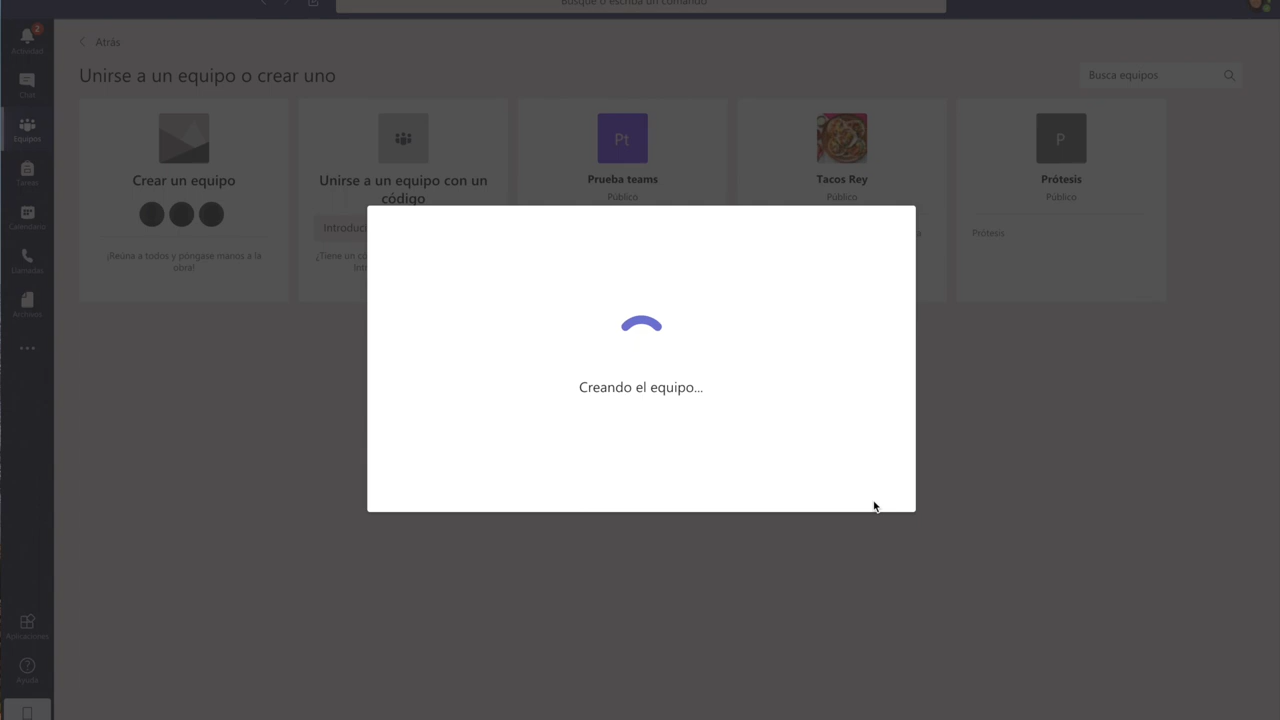 Busque o escriba un comando
2
Actividad
Chat
Equipos
Tareas
Calendario
Llamadas
Archivos
Aplicaciones
Ayuda
Atrás
Unirse a un equipo o crear uno
Busca equipos
Crear un equipo
¡Reúna a todos y póngase manos a la
obra!
Unirse a un equipo con un
código
Introduci
¿Tiene un có
Intr
Pt
Prueba teams
Público
Tacos Rey
Público
a
P
Prótesis
Público
Prótesis
Creando el equipo...